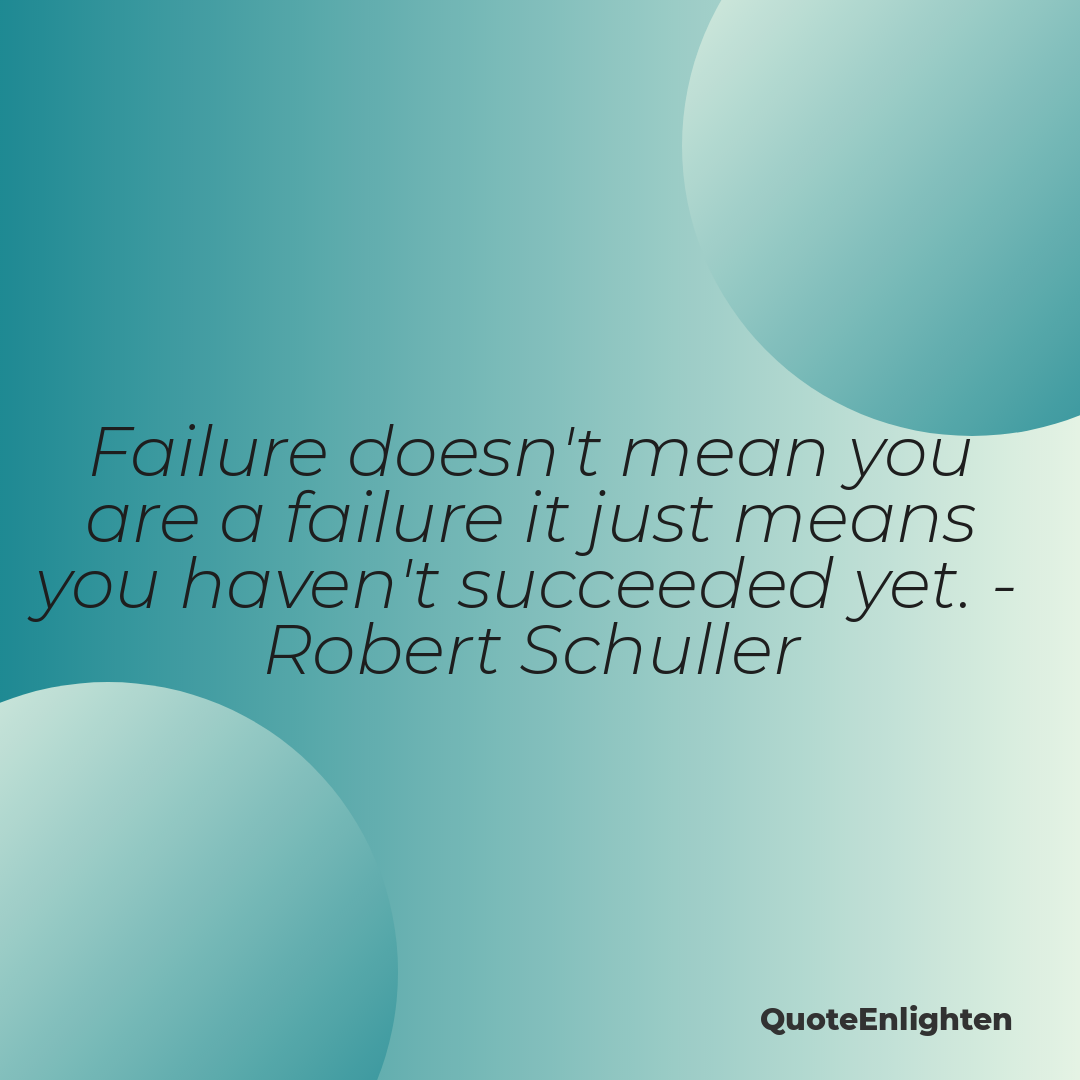 Failure doesn't mean you
are a failure it just means
you haven't succeeded yet. -
Robert Schuller
QuoteEnlighten